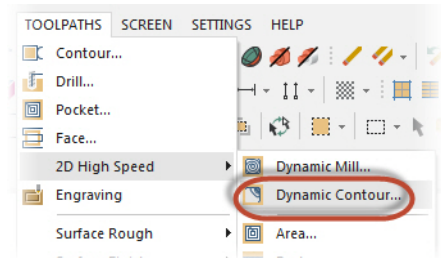 TOOLPATHS SCREEN SETTINGS HELP
Contour...
Drill...
Pocket...
Face...
2D High Speed
Dynamic Mill...
Engraving
Dynamic Contour...
Surface Rough
Area...